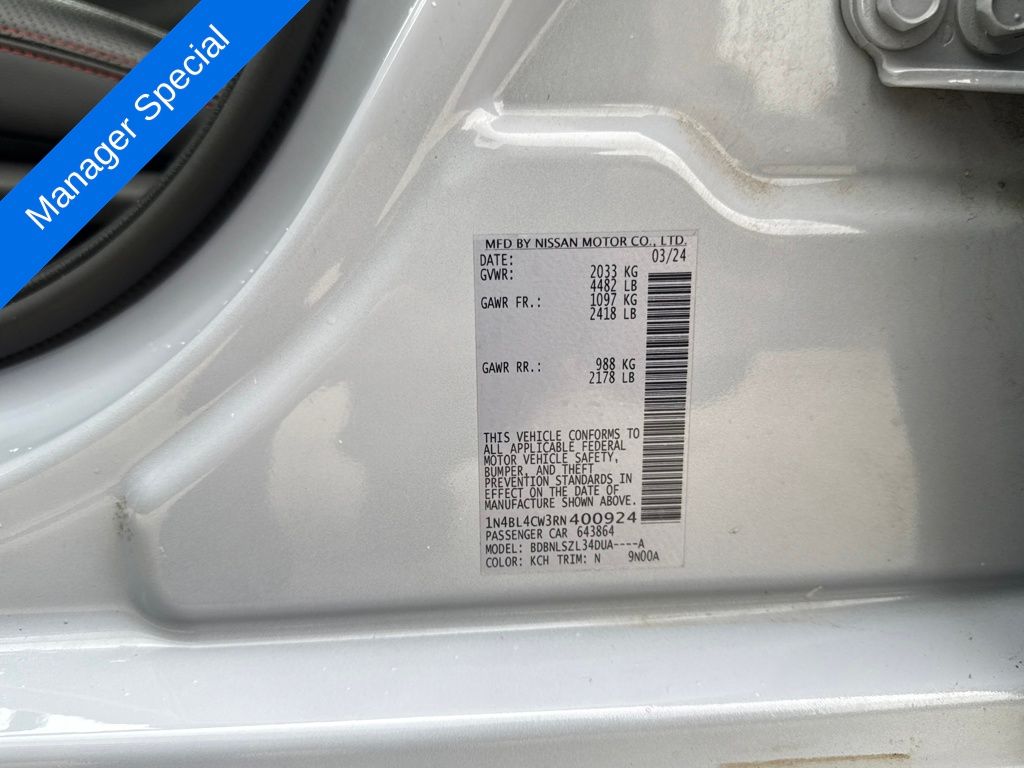 Manager Special
MFD BY NISSAN MOTOR CO., LTD.
DATE: 03/24
GVWR: 2033 KG
4482 LB
GAWR FR.: 1097 KG
2418 LB
GAWR RR.: 988 KG
2178 LB
THIS VEHICLE CONFORMS TO
ALL APPLICABLE FEDERAL
MOTOR VEHICLE SAFETY,
BUMPER, AND THEFT
PREVENTION STANDARDS IN
EFFECT ON THE DATE OF
MANUFACTURE SHOWN ABOVE.
1N4BL4CW3RN400924
PASSENGER CAR 643864
MODEL: BDBNLSZL34DUA----A
COLOR: KCH TRIM: N 9N00A